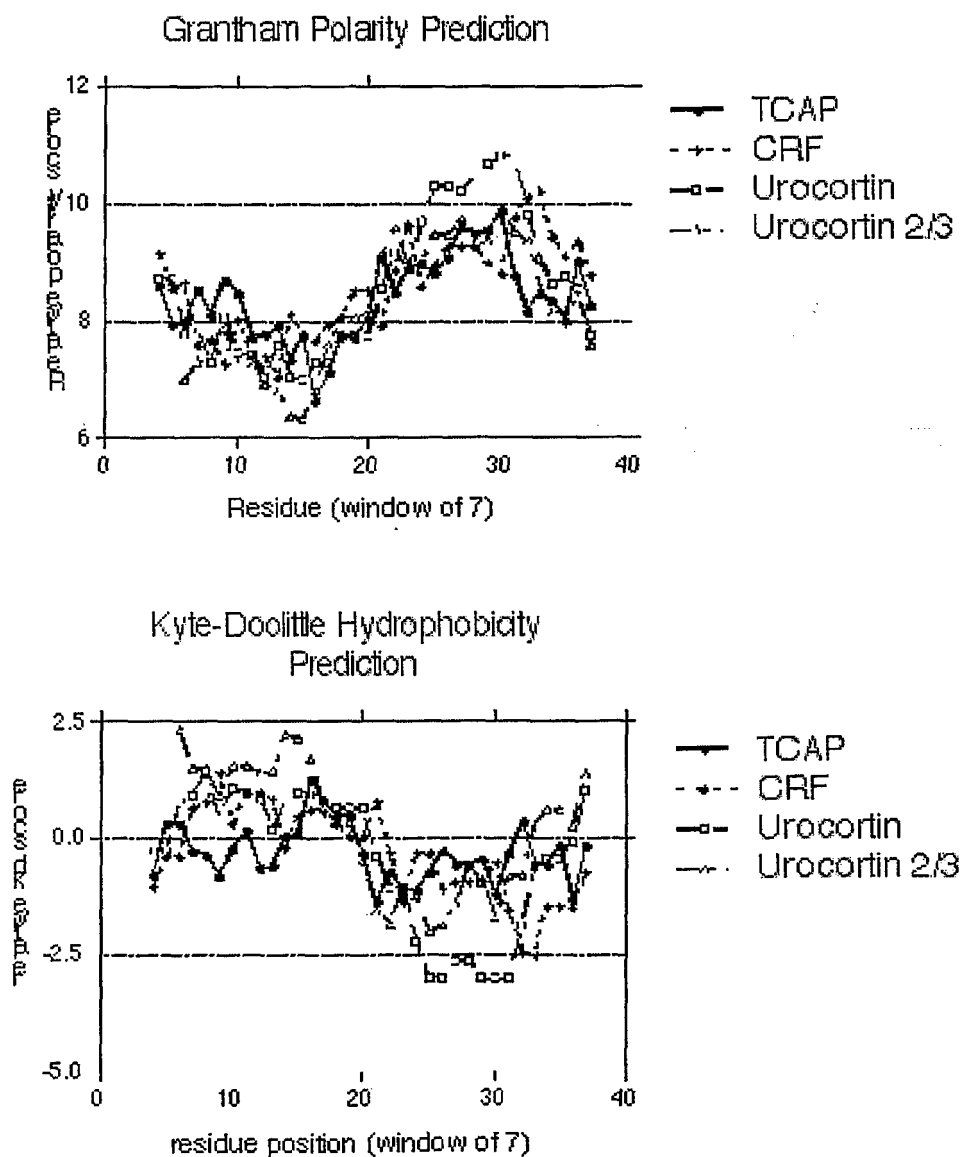 Grantham Polarity Prediction
12
10
8
6
0
10
20
30
40
Residue (window of 7)
TCAP
CRF
Urocortin
Urocortin 2/3
Kyte-Doolittle Hydrophobicity
Prediction
2.5
0.0
-2.5
-5.0
0
10
20
30
40
residue position (window of 7)
TCAP
CRF
Urocortin
Urocortin 2/3